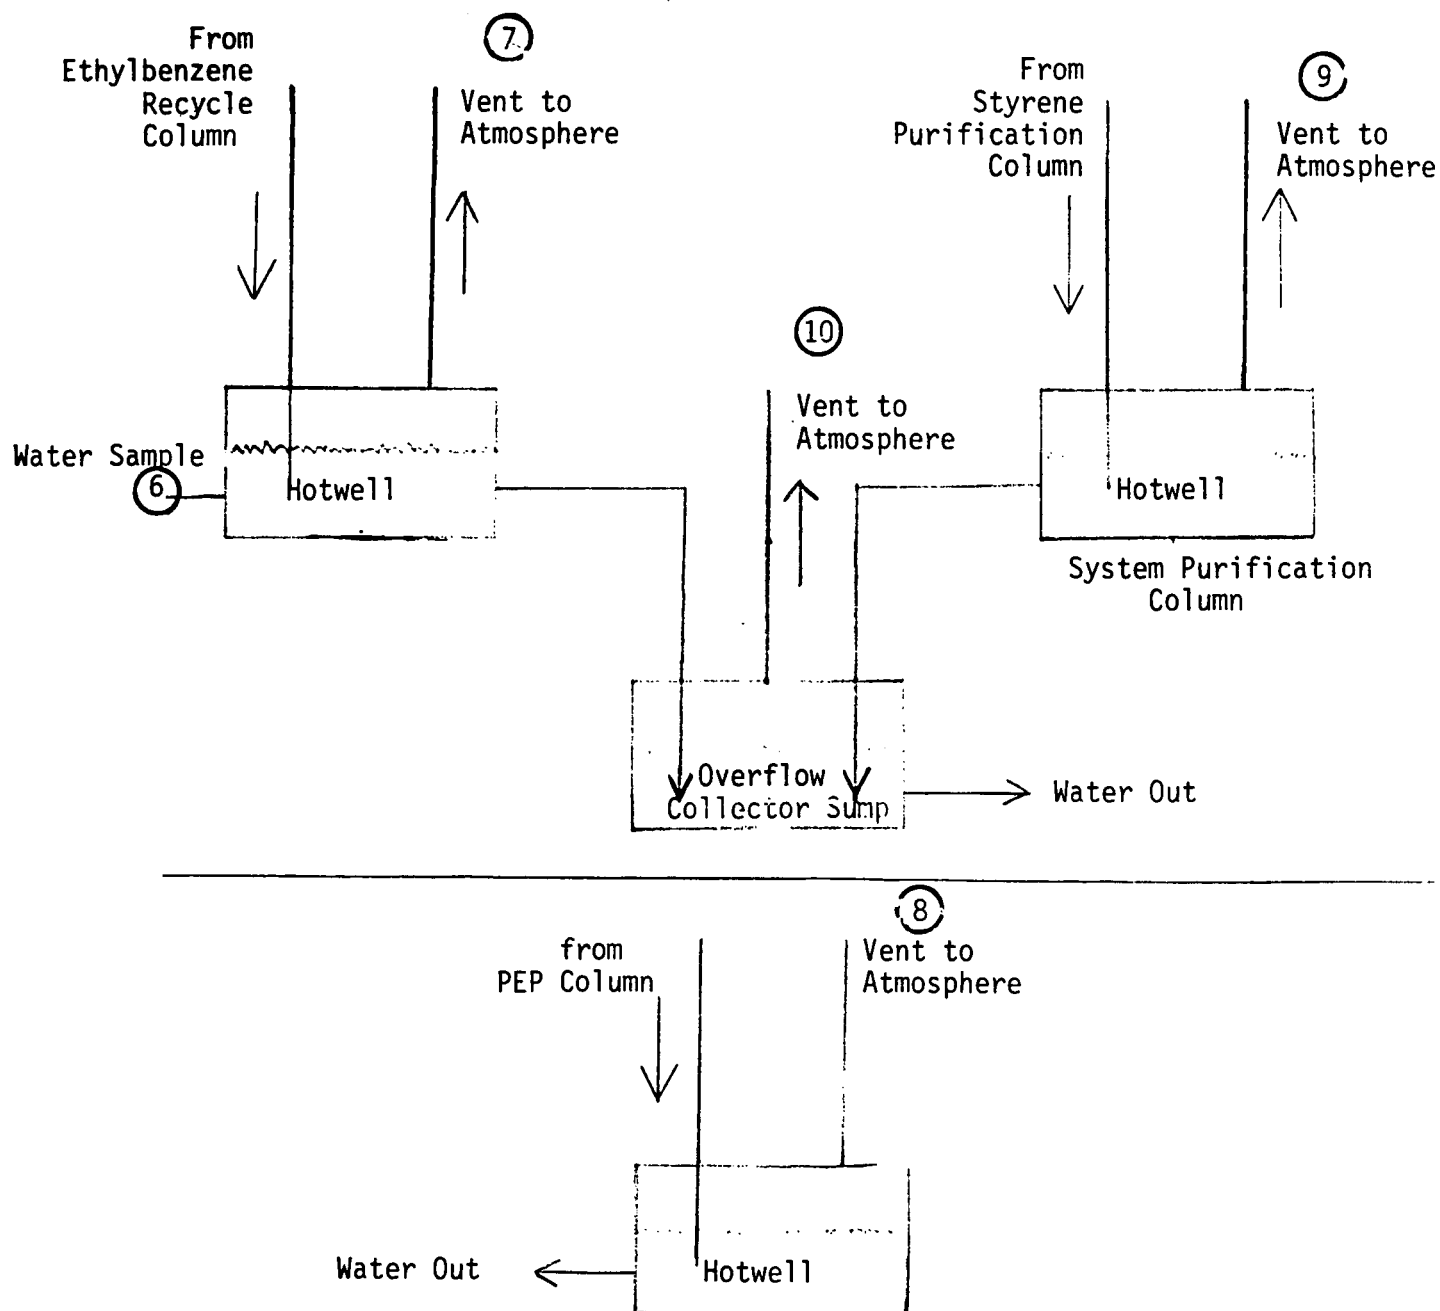 From
Ethylbenzene
Recycle
Column
7
Vent to
Atmosphere
From
Styrene
Purification
Column
9
Vent to
Atmosphere
10
Vent to
Atmosphere
Water Sample
6
Hotwell
Hotwell
System Purification
Column
Overflow
Collector Sump
Water Out
8
from
PEP Column
Vent to
Atmosphere
Water Out
Hotwell